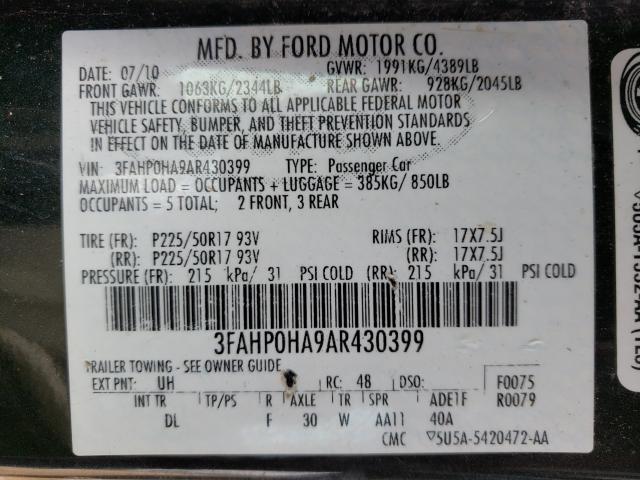 MFD. BY FORD MOTOR CO.
DATE: 07/10 GVWR: 1991KG/4389LB
FRONT GAWR: 1063KG/2344LB REAR GAWR: 928KG/2045LB
THIS VEHICLE CONFORMS TO ALL APPLICABLE FEDERAL MOTOR
VEHICLE SAFETY, BUMPER, AND THEFT PREVENTION STANDARDS
IN EFFECT ON THE DATE OF MANUFACTURE SHOWN ABOVE.
VIN: 3FAHP0HA9AR430399 TYPE: Passenger Car
MAXIMUM LOAD = OCCUPANTS + LUGGAGE = 385KG/ 850LB
OCCUPANTS = 5 TOTAL; 2 FRONT, 3 REAR
TIRE (FR): P225/50R17 93V RIMS (FR): 17X7.5J
(RR): P225/50R17 93V (RR): 17X7.5J
PRESSURE (FR): 215 kPa/ 31 PSI COLD (RR): 215 kPa/ 31 PSI COLD
3FAHP0HA9AR430399
TRAILER TOWING - SEE OWNER GUIDE
EXT PNT: UH RC: 48 DSO: F0075
INT TR TP/PS R AXLE TR SPR ADE1F R0079
DL F 30 W AA11 40A
CMC ▽5U5A-5420472-AA